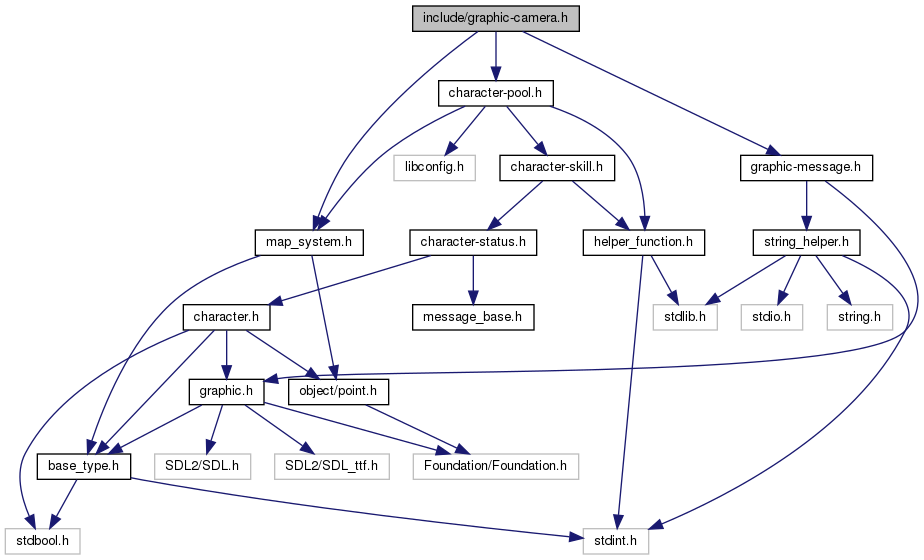 include/graphic-camera.h
character-pool.h
libconfig.h
character-skill.h
graphic-message.h
map_system.h
character-status.h
helper_function.h
string_helper.h
character.h
message_base.h
stdlib.h
stdio.h
string.h
graphic.h
object/point.h
base_type.h
SDL2/SDL.h
SDL2/SDL_ttf.h
Foundation/Foundation.h
stdbool.h
stdint.h